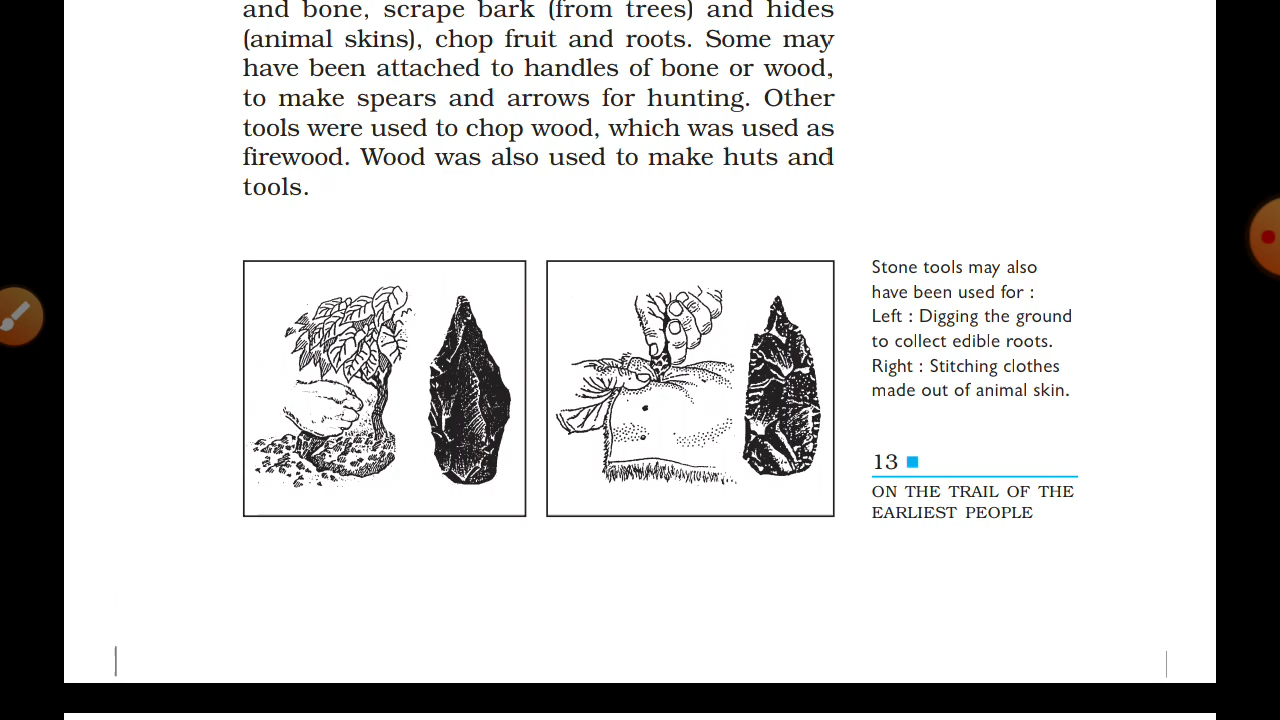 and bone, scrape bark (from trees) and hides
(animal skins), chop fruit and roots. Some may
have been attached to handles of bone or wood,
to make spears and arrows for hunting. Other
tools were used to chop wood, which was used as
firewood. Wood was also used to make huts and
tools.
Stone tools may also
have been used for :
Left : Digging the ground
to collect edible roots.
Right : Stitching clothes
made out of animal skin.
13
ON THE TRAIL OF THE
EARLIEST PEOPLE